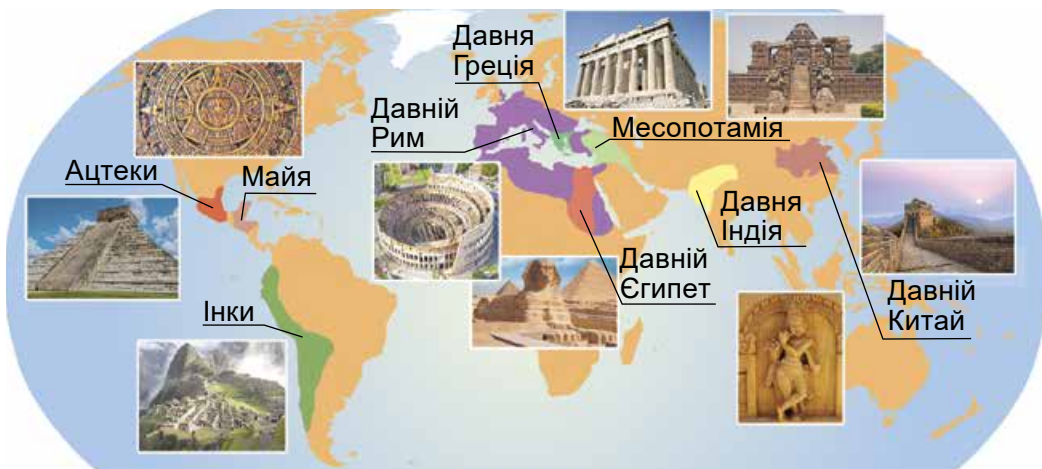 Давня
Греція
Давній
Рим
Месопотамія
Ацтеки
Майя
Давня
Індія
Давній
Єгипет
Давній
Китай
Інки